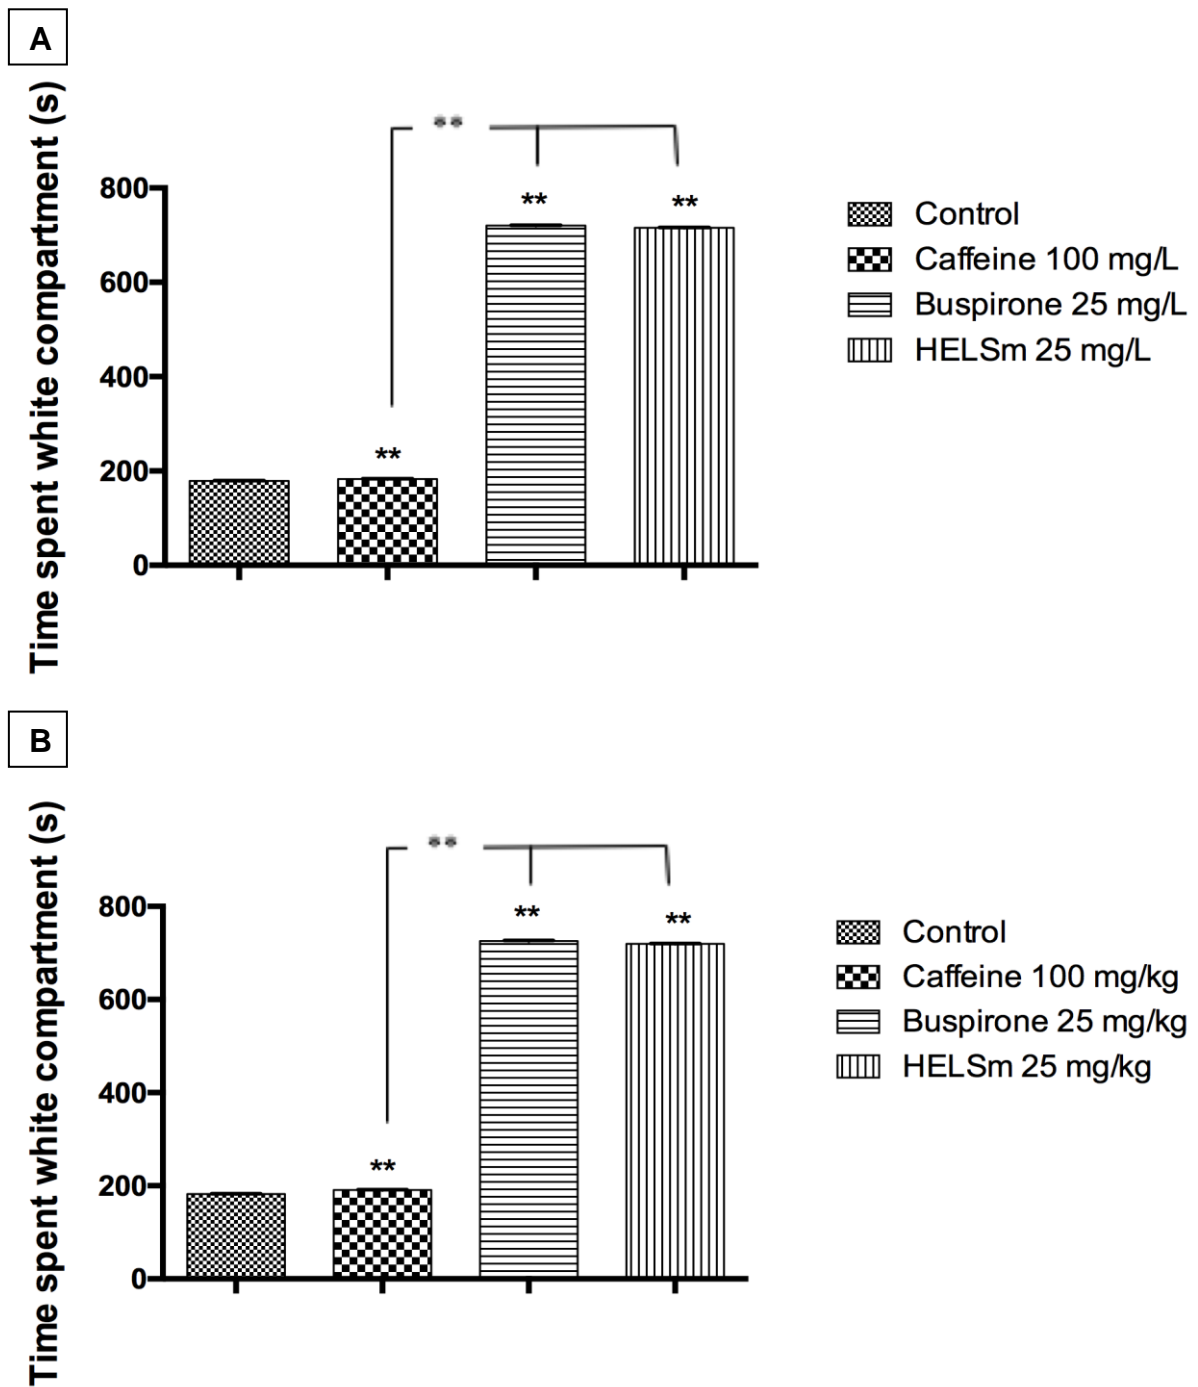 A
Time spent white compartment (s)
**
800
600
400
200
0
**
**
**
Control
Caffeine 100 mg/L
Buspirone 25 mg/L
HELSm 25 mg/L
B
Time spent white compartment (s)
**
800
600
400
200
0
**
**
**
Control
Caffeine 100 mg/kg
Buspirone 25 mg/kg
HELSm 25 mg/kg